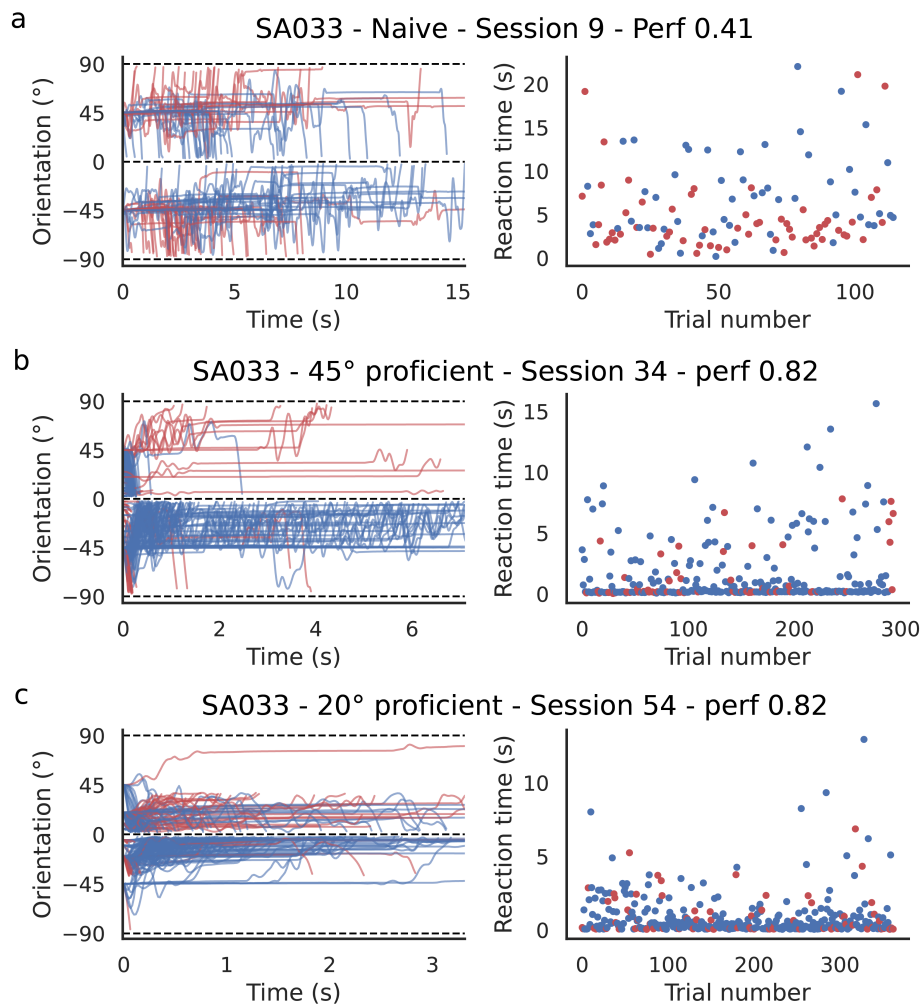 a
SA033 - Naive - Session 9 - Perf 0.41
Orientation (°)
90
45
0
−45
−90
0 5 10 15
Time (s)
Reaction time (s)
20
15
10
5
0
0 50 100
Trial number
b
SA033 - 45° proficient - Session 34 - perf 0.82
Orientation (°)
90
45
0
−45
−90
0 2 4 6
Time (s)
Reaction time (s)
15
10
5
0
0 100 200 300
Trial number
c
SA033 - 20° proficient - Session 54 - perf 0.82
Orientation (°)
90
45
0
−45
−90
0 1 2 3
Time (s)
Reaction time (s)
10
5
0
0 100 200 300
Trial number